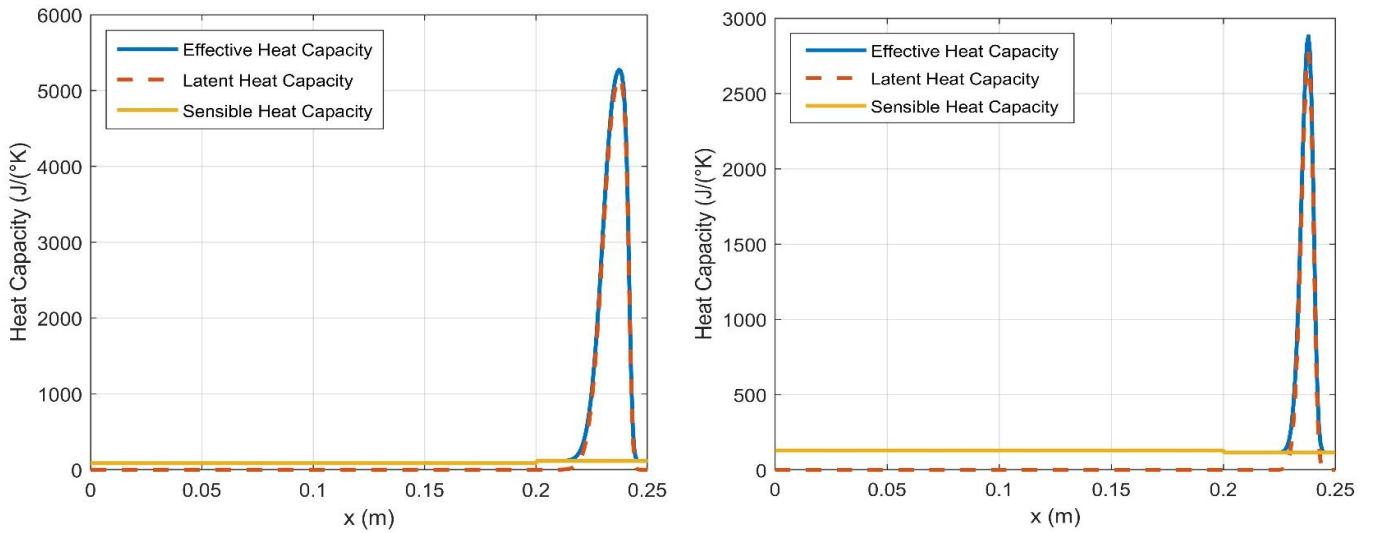 6000
5000
4000
3000
2000
1000
0
Heat Capacity (J/(°K)
Effective Heat Capacity
Latent Heat Capacity
Sensible Heat Capacity
0 0.05 0.1 0.15 0.2 0.25
x (m)
3000
2500
2000
1500
1000
500
0
Heat Capacity (J/(°K)
Effective Heat Capacity
Latent Heat Capacity
Sensible Heat Capacity
0 0.05 0.1 0.15 0.2 0.25
x (m)